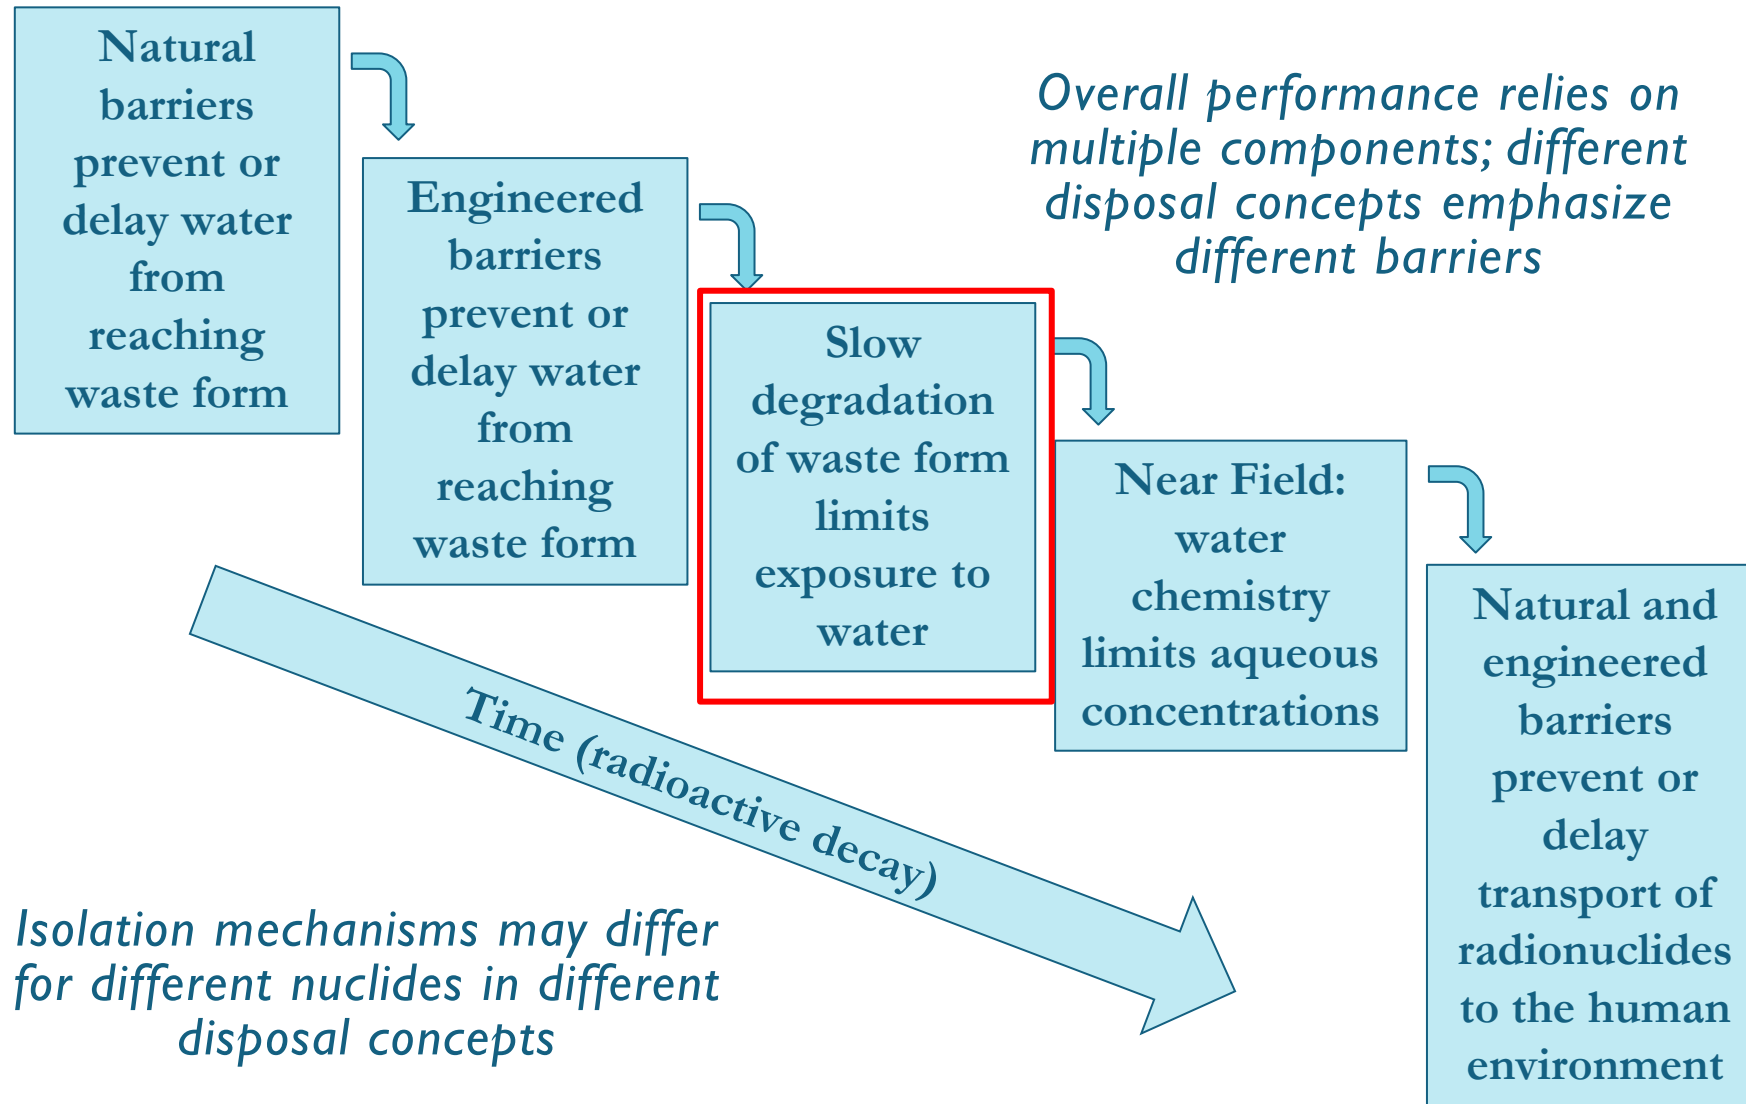 Natural
barriers
prevent or
delay water
from
reaching
waste form
Engineered
barriers
prevent or
delay water
from
reaching
waste form
Overall performance relies on
multiple components; different
disposal concepts emphasize
different barriers
Slow
degradation
of waste form
limits
exposure to
water
Near Field:
water
chemistry
limits aqueous
concentrations
Natural and
engineered
barriers
prevent or
delay
transport of
radionuclides
to the human
environment
Time (radioactive decay)
Isolation mechanisms may differ
for different nuclides in different
disposal concepts